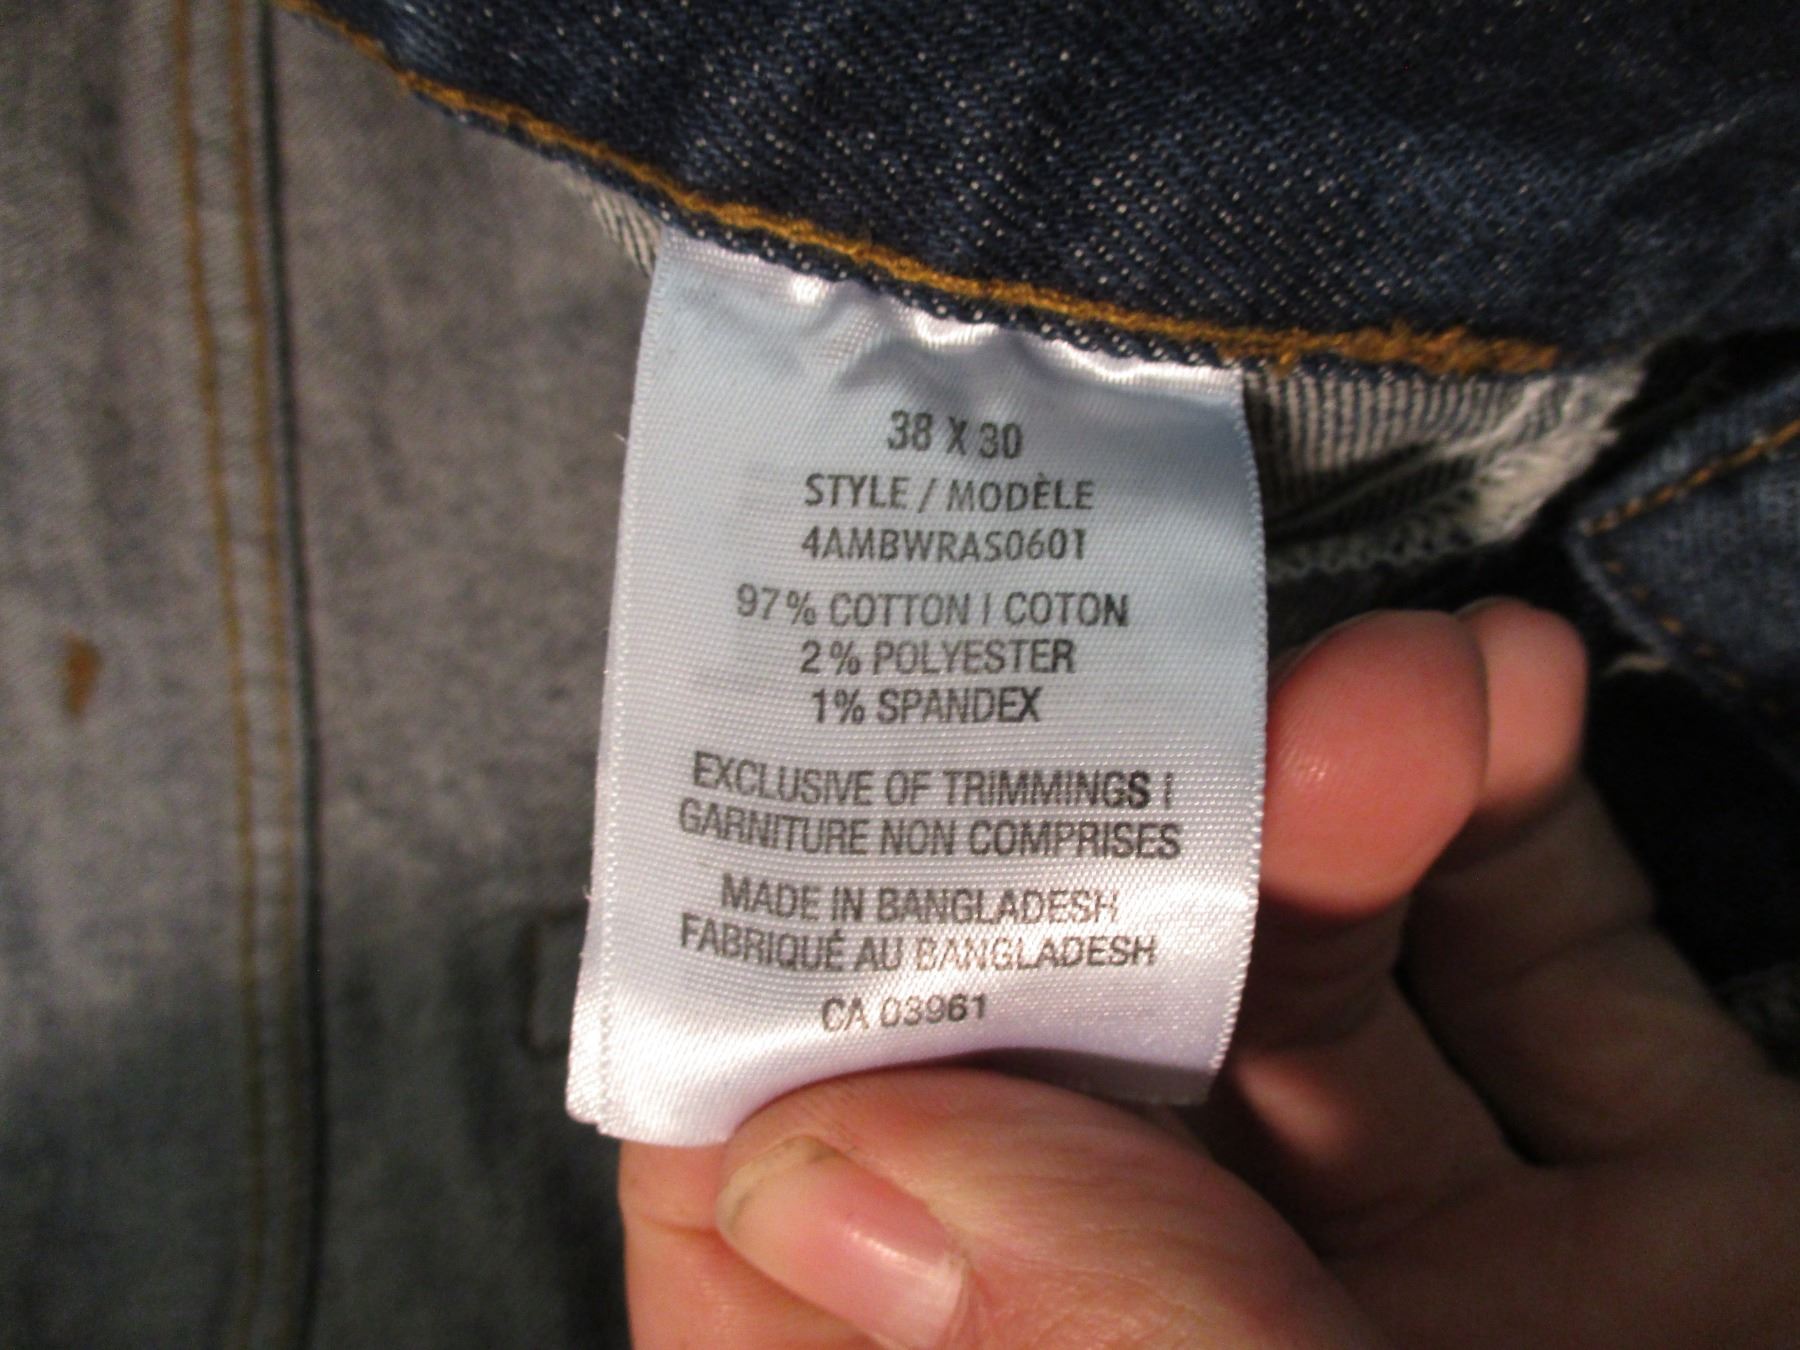 38 X 30
STYLE / MODÈLE
4AMBWRAS0601
97% COTTON | COTON
2% POLYESTER
1% SPANDEX
EXCLUSIVE OF TRIMMINGS |
GARNITURE NON COMPRISES
MADE IN BANGLADESH
FABRIQUÉ AU BANGLADESH
CA 03961